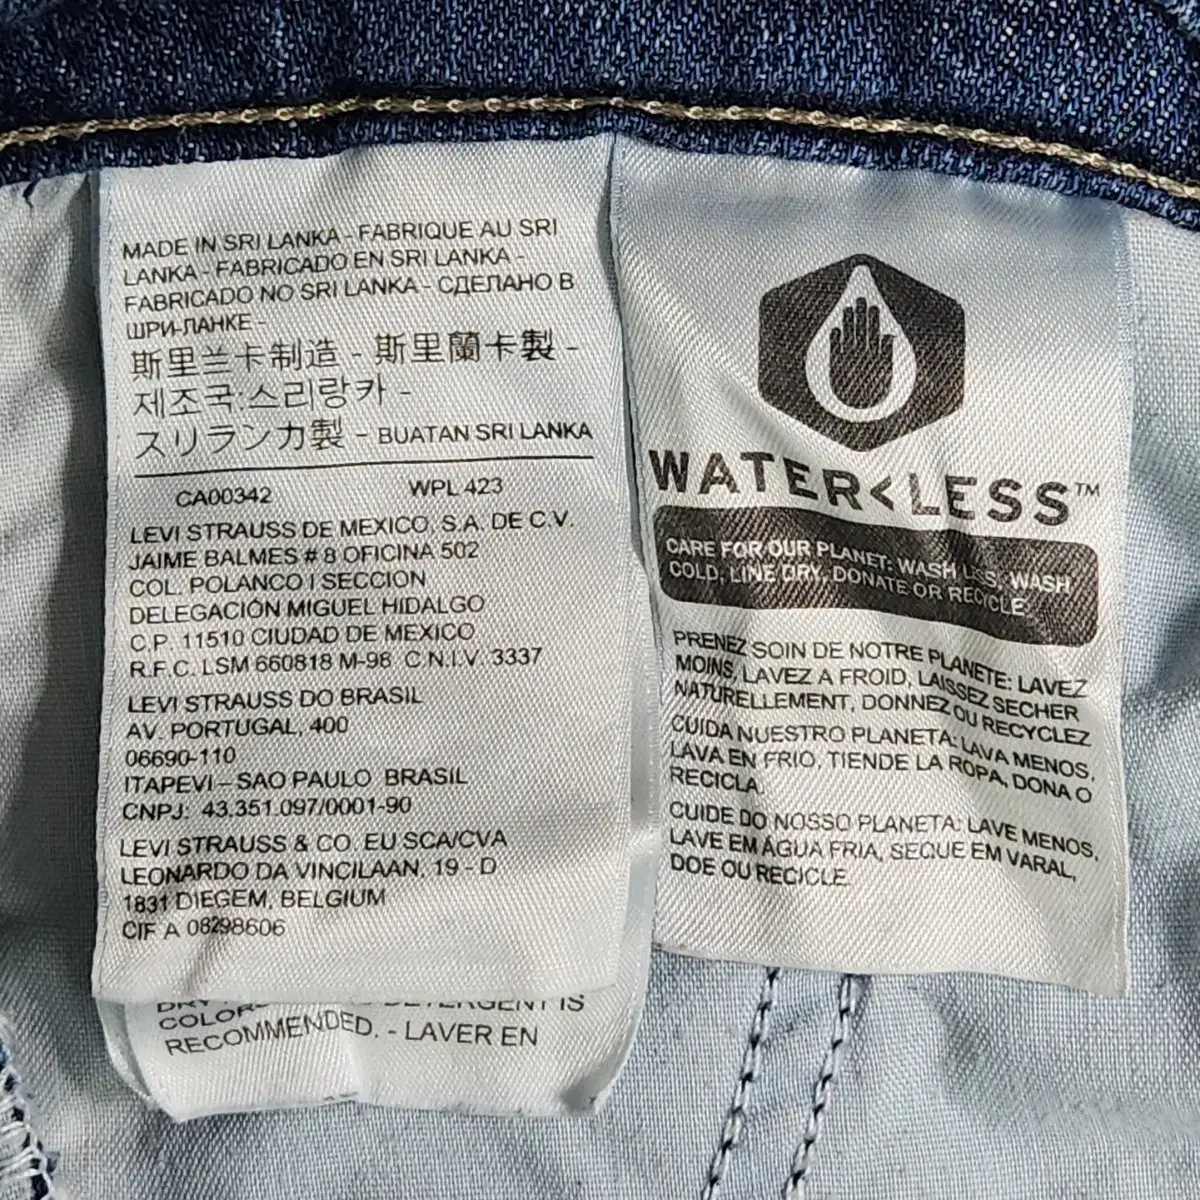 MADE IN SRI LANKA - FABRIQUE AU SRI
LANKA - FABRICADO EN SRI LANKA -
FABRICADO NO SRI LANKA - СДЕЛАНО В
ШРИ-ЛАНКЕ -
斯里兰卡制造 - 斯里蘭卡製 -
제조국:스리랑카 -
スリランカ製 - BUATAN SRI LANKA
CA00342 WPL 423
LEVI STRAUSS DE MEXICO, S.A. DE C.V.
JAIME BALMES # 8 OFICINA 502
COL. POLANCO I SECCION
DELEGACIÓN MIGUEL HIDALGO
C.P. 11510 CIUDAD DE MEXICO
R.F.C. LSM 660818 M-98 C.N.I.V. 3337
LEVI STRAUSS DO BRASIL
AV. PORTUGAL, 400
06690-110
ITAPEVI – SAO PAULO BRASIL
CNPJ: 43.351.097/0001-90
LEVI STRAUSS & CO. EU SCA/CVA
LEONARDO DA VINCILAAN, 19 - D
1831 DIEGEM, BELGIUM
CIF A 08298606
DETERGENT IS
RECOMMENDED. - LAVER EN
WATER<LESS™
CARE FOR OUR PLANET: WASH LESS, WASH
COLD, LINE DRY, DONATE OR RECYCLE.
PRENEZ SOIN DE NOTRE PLANETE: LAVEZ
MOINS, LAVEZ A FROID, LAISSEZ SECHER
NATURELLEMENT, DONNEZ OU RECYCLEZ
CUIDA NUESTRO PLANETA: LAVA MENOS,
LAVA EN FRIO, TIENDE LA ROPA, DONA O
RECICLA.
CUIDE DO NOSSO PLANETA: LAVE MENOS,
LAVE EM ÁGUA FRIA, SEQUE EM VARAL,
DOE OU RECICLE.